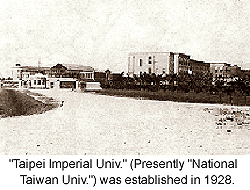 "Taipei Imperial Univ." (Presently "National
Taiwan Univ.") was established in 1928.